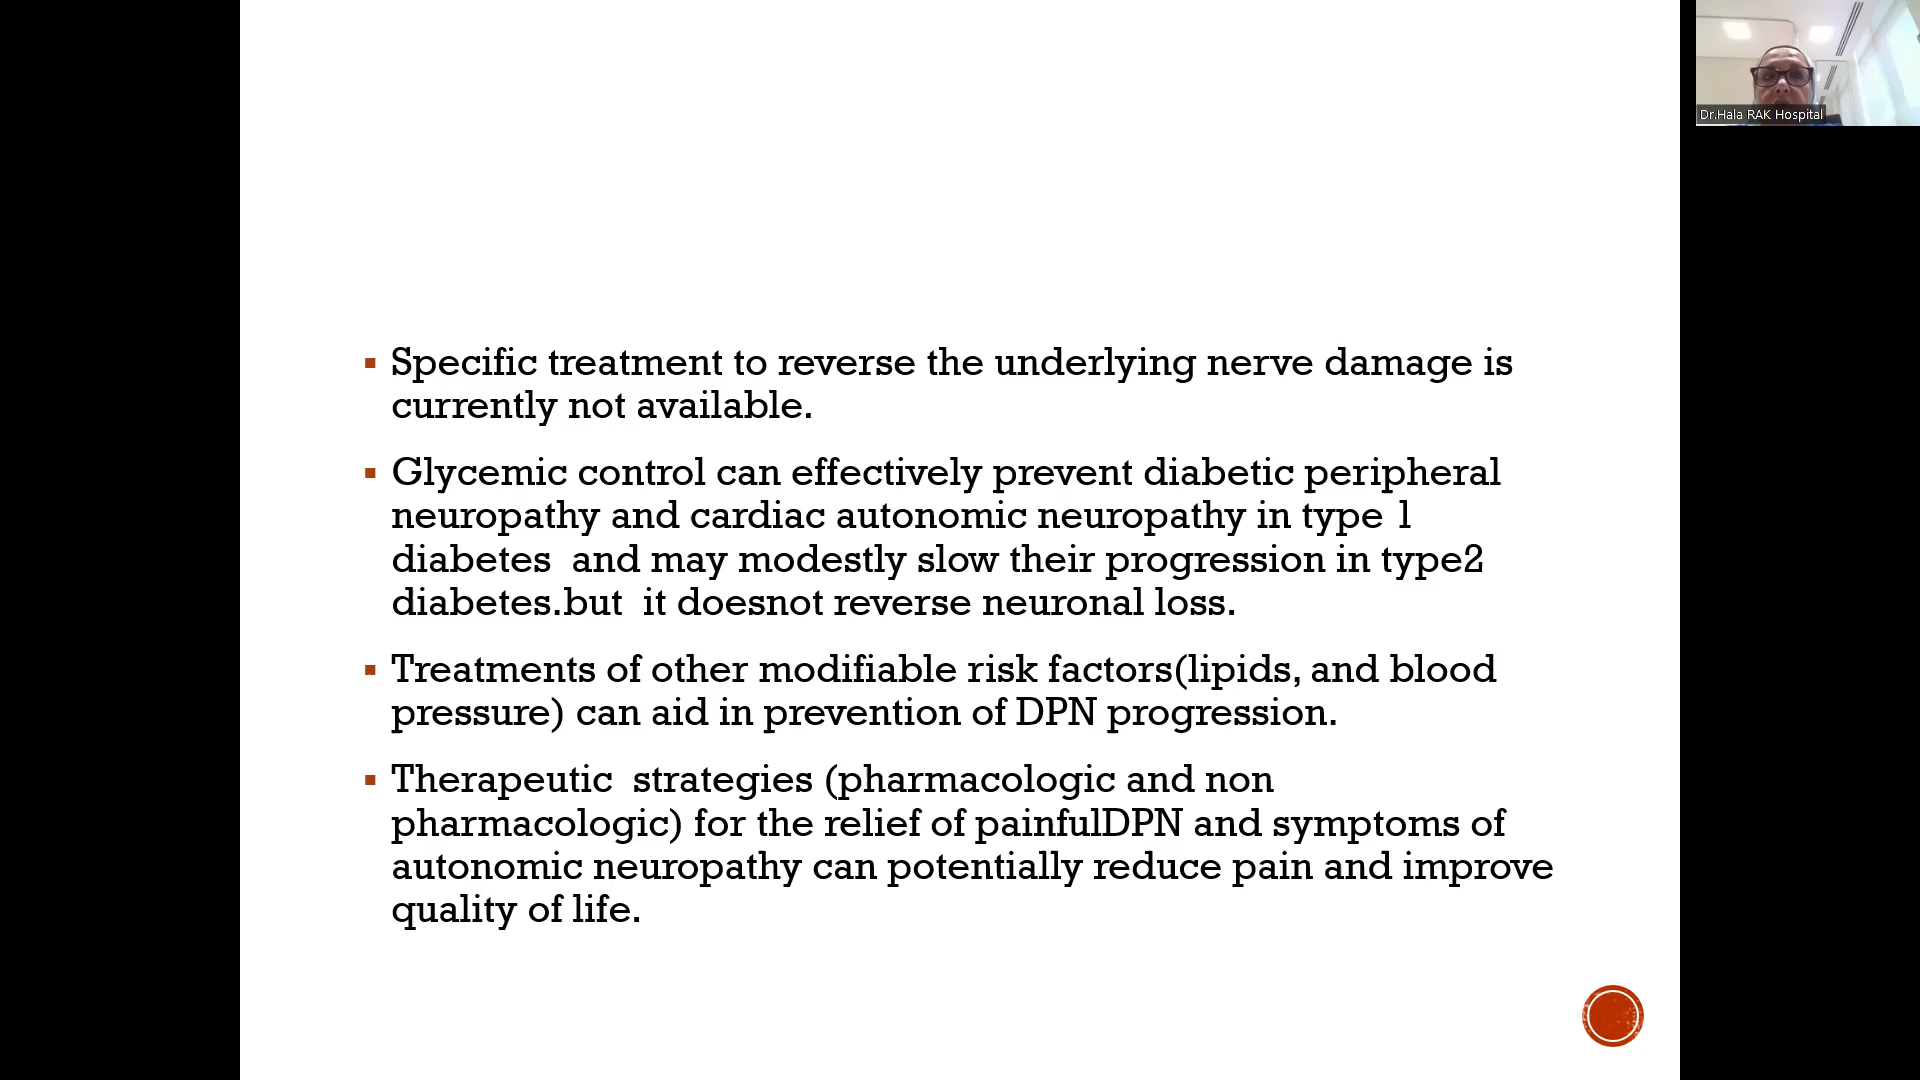 Dr.Hala RAK Hospital
▪ Specific treatment to reverse the underlying nerve damage is
currently not available.
▪ Glycemic control can effectively prevent diabetic peripheral
neuropathy and cardiac autonomic neuropathy in type 1
diabetes  and may modestly slow their progression in type2
diabetes.but  it doesnot reverse neuronal loss.
▪ Treatments of other modifiable risk factors(lipids, and blood
pressure) can aid in prevention of DPN progression.
▪ Therapeutic  strategies (pharmacologic and non
pharmacologic) for the relief of painfulDPN and symptoms of
autonomic neuropathy can potentially reduce pain and improve
quality of life.